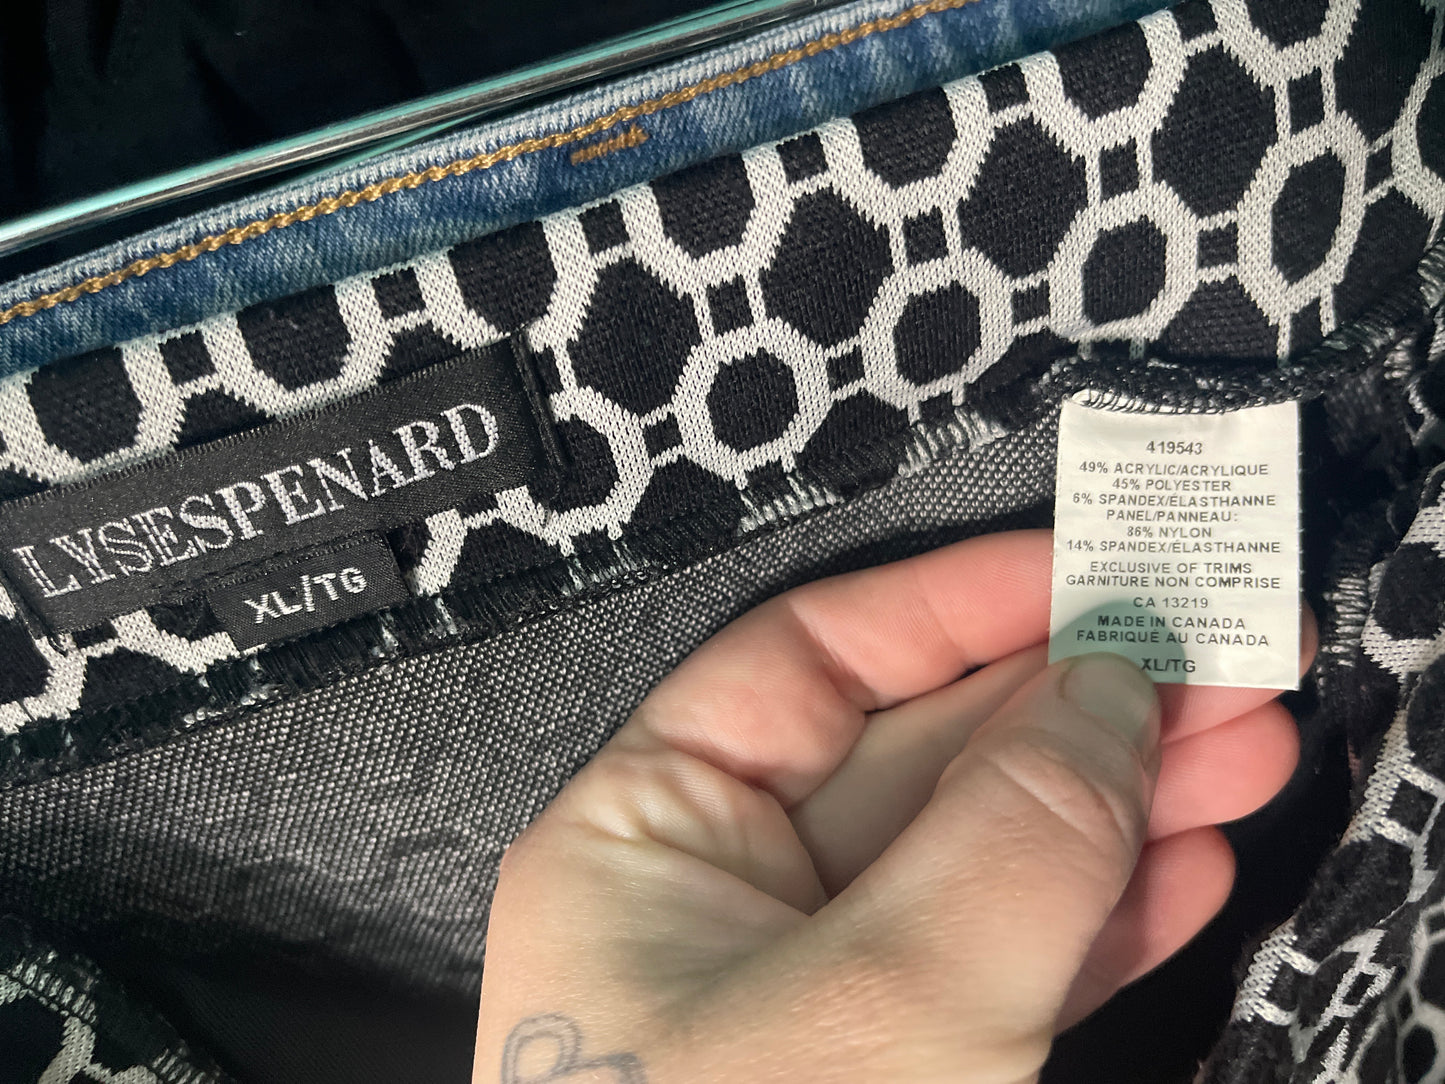 LYSESPENARD
XL/TG
419543
49% ACRYLIC/ACRYLIQUE
45% POLYESTER
6% SPANDEX/ÉLASTHANNE
PANEL/PANNEAU:
86% NYLON
14% SPANDEX/ÉLASTHANNE
EXCLUSIVE OF TRIMS
GARNITURE NON COMPRISE
CA 13219
MADE IN CANADA
FABRIQUÉ AU CANADA
XL/TG